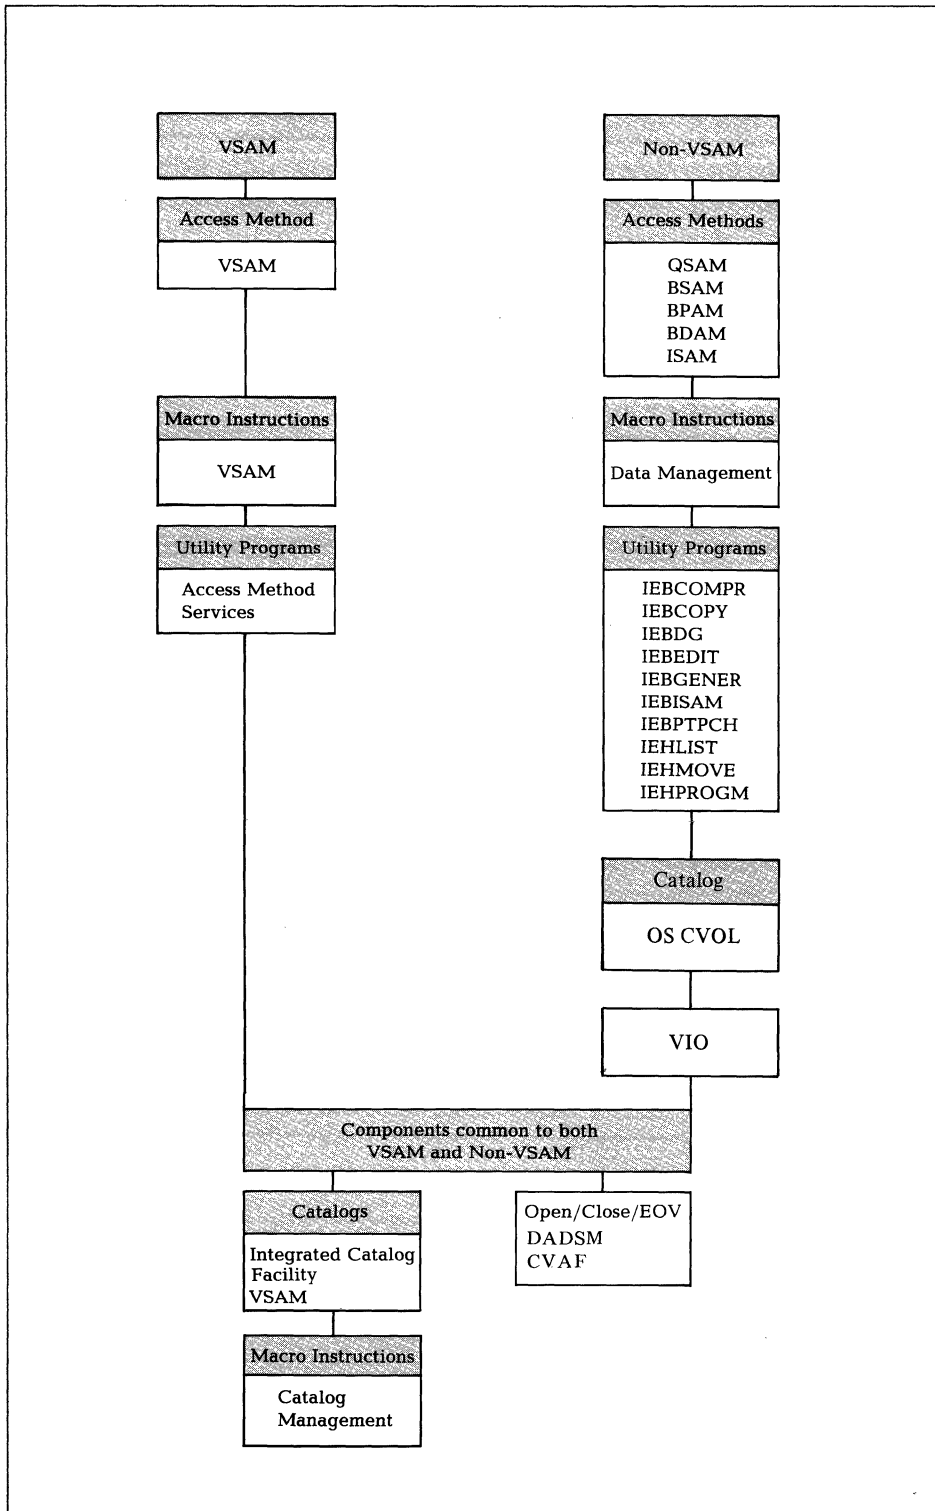 VSAM
Access Method
VSAM
Macro Instructions
VSAM
Utility Programs
Access Method
Services
Non-VSAM
Access Methods
QSAM
BSAM
BPAM
BDAM
ISAM
Macro Instructions
Data Management
Utility Programs
IEBCOMPR
IEBCOPY
IEBDG
IEBEDIT
IEBGENER
IEBISAM
IEBPTPCH
IEHLIST
IEHMOVE
IEHPROGM
Catalog
OS CVOL
VIO
Components common to both
VSAM and Non-VSAM
Catalogs
Integrated Catalog
Facility
VSAM
Macro Instructions
Catalog
Management
Open/Close/EOV
DADSM
CVAF